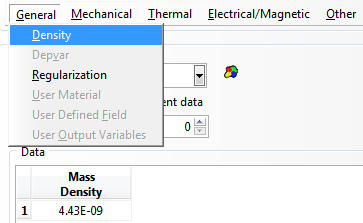 General Mechanical Thermal Electrical/Magnetic Other
Density
Depvar
Regularization
User Material
User Defined Field
User Output Variables
ent data
0
Data
Mass
Density
1 4.43E-09